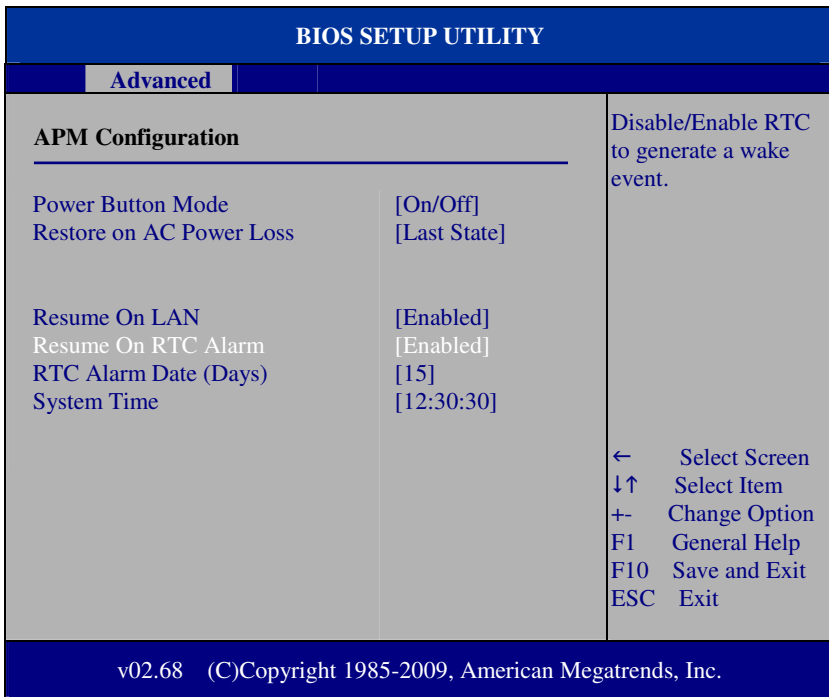 BIOS SETUP UTILITY
Advanced
APM Configuration
Power Button Mode [On/Off]
Restore on AC Power Loss [Last State]
Resume On LAN [Enabled]
Resume On RTC Alarm [Enabled]
RTC Alarm Date (Days) [15]
System Time [12:30:30]
Disable/Enable RTC
to generate a wake
event.
← Select Screen
↓↑ Select Item
+- Change Option
F1 General Help
F10 Save and Exit
ESC Exit
v02.68 (C)Copyright 1985-2009, American Megatrends, Inc.